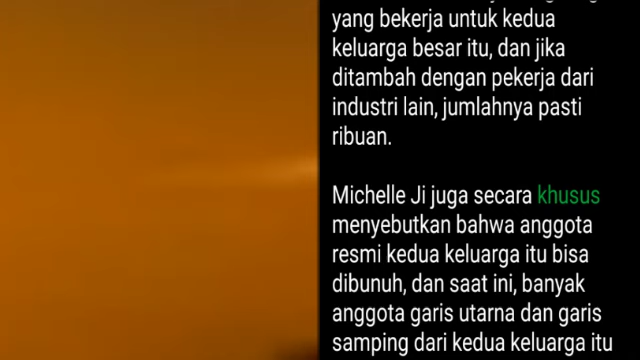 yang bekerja untuk kedua
keluarga besar itu, dan jika
ditambah dengan pekerja dari
industri lain, jumlahnya pasti
ribuan.
Michelle Ji juga secara khusus
menyebutkan bahwa anggota
resmi kedua keluarga itu bisa
dibunuh, dan saat ini, banyak
anggota garis utarna dan garis
samping dari kedua keluarga itu